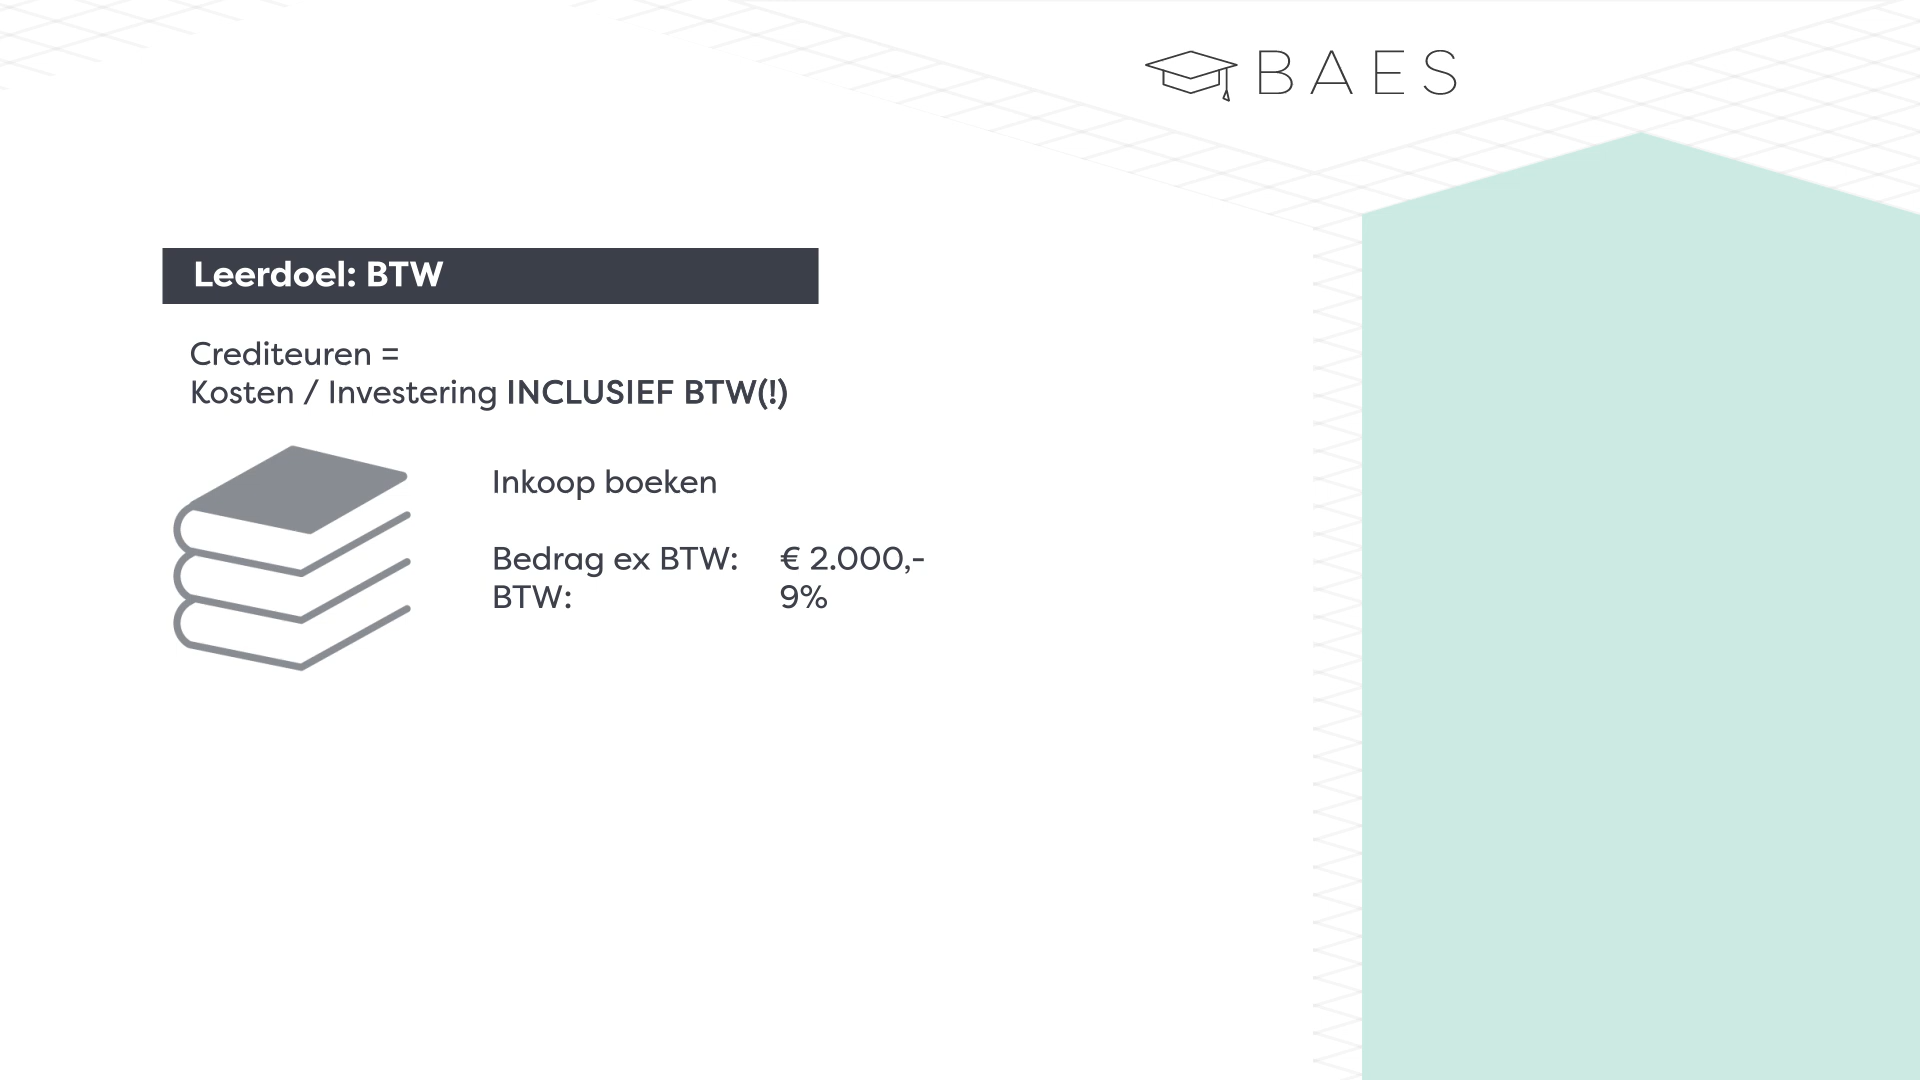 BAES
Leerdoel: BTW
Crediteuren =
Kosten / Investering INCLUSIEF BTW(!)
Inkoop boeken
Bedrag ex BTW: € 2.000,-
BTW: 9%